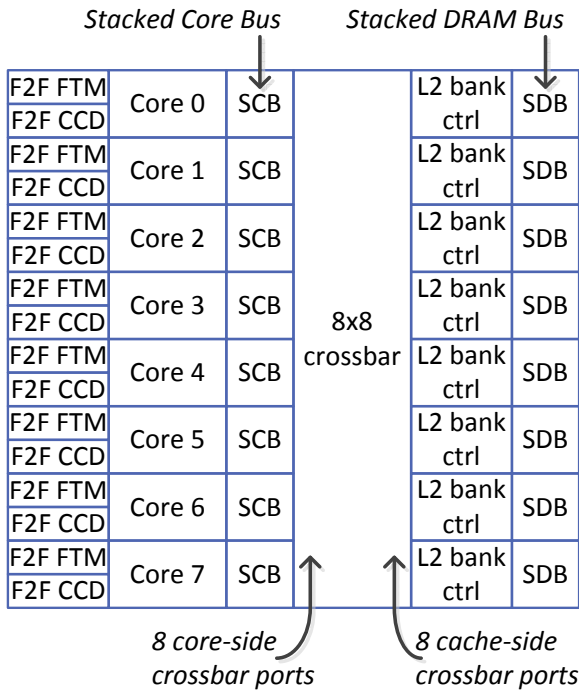 Stacked Core Bus
Stacked DRAM Bus
F2F FTM
F2F CCD
Core 0
SCB
L2 bank
ctrl
SDB
F2F FTM
F2F CCD
Core 1
SCB
L2 bank
ctrl
SDB
F2F FTM
F2F CCD
Core 2
SCB
L2 bank
ctrl
SDB
F2F FTM
F2F CCD
Core 3
SCB
8x8
crossbar
L2 bank
ctrl
SDB
F2F FTM
F2F CCD
Core 4
SCB
L2 bank
ctrl
SDB
F2F FTM
F2F CCD
Core 5
SCB
L2 bank
ctrl
SDB
F2F FTM
F2F CCD
Core 6
SCB
L2 bank
ctrl
SDB
F2F FTM
F2F CCD
Core 7
SCB
L2 bank
ctrl
SDB
8 core-side
crossbar ports
8 cache-side
crossbar ports